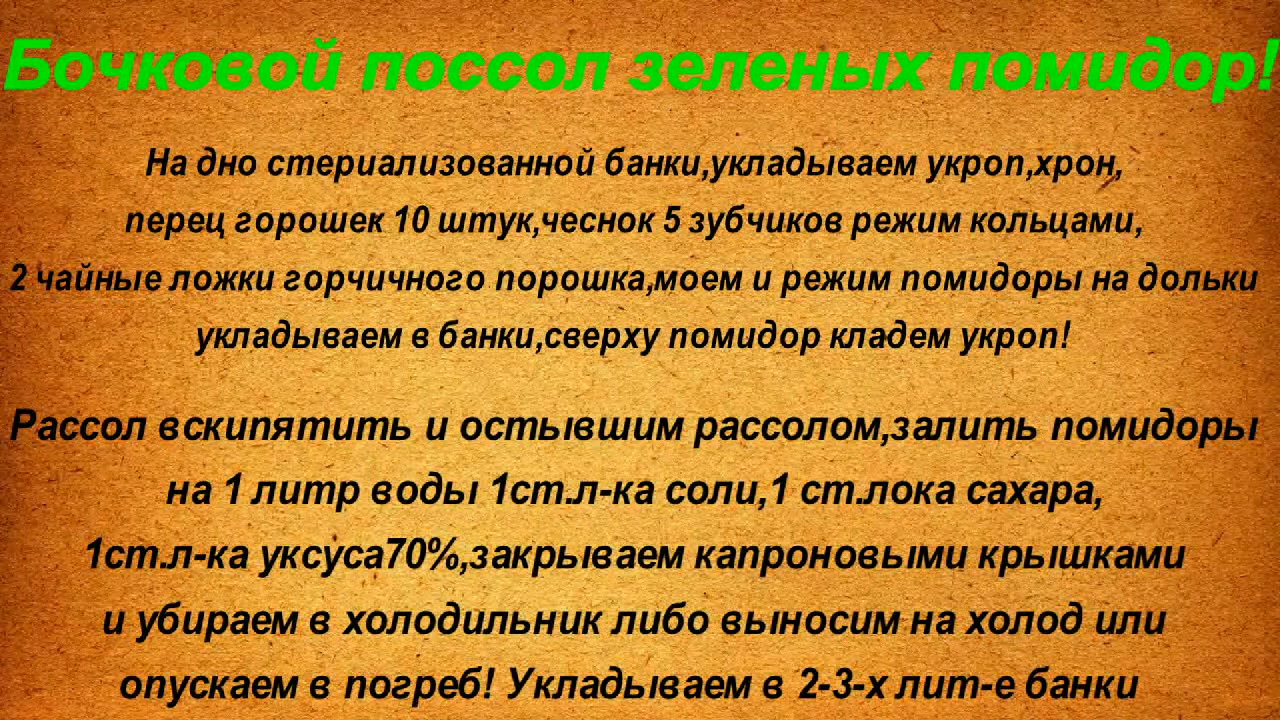 Бочковой поссол зеленых помидор!
На дно стериализованной банки,укладываем укроп,хрон,
перец горошек 10 штук,чеснок 5 зубчиков режим кольцами,
2 чайные ложки горчичного порошка,моем и режим помидоры на дольки
укладываем в банки,сверху помидор кладем укроп!
Рассол вскипятить и остывшим рассолом,залить помидоры
на 1 литр воды 1ст.л-ка соли,1 ст.лока сахара,
1ст.л-ка уксуса70%,закрываем капроновыми крышками
и убираем в холодильник либо выносим на холод или
опускаем в погреб! Укладываем в 2-3-х лит-е банки